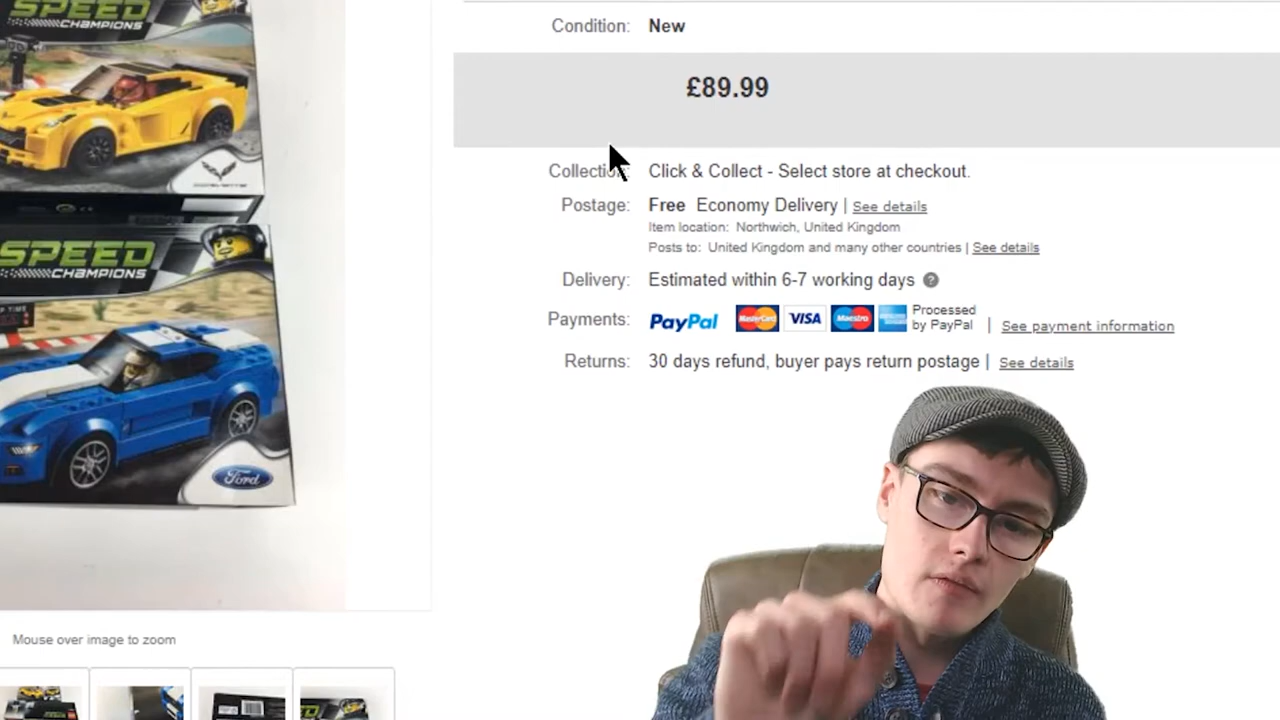 SPEED
CHAMPIONS
CORVETTE
SPEED
CHAMPIONS
Ford
Condition: New
£89.99
Collection: Click & Collect - Select store at checkout.
Postage: Free Economy Delivery | See details
Item location: Northwich, United Kingdom
Posts to: United Kingdom and many other countries | See details
Delivery: Estimated within 6-7 working days ?
Payments: PayPal MasterCard VISA Maestro Processed
by PayPal | See payment information
Returns: 30 days refund, buyer pays return postage | See details
Mouse over image to zoom